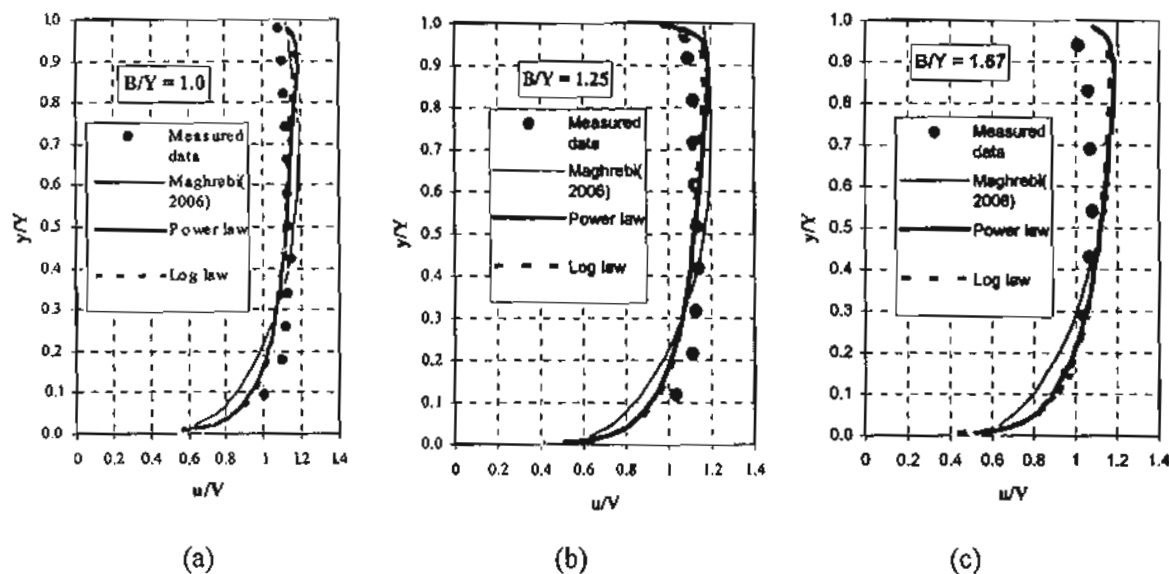 1.0
0.9
0.8
0.7
0.6
0.5
0.4
0.3
0.2
0.1
0.0
y/Y
B/Y = 1.0
Measured
data
Maghrebi(
2006)
Power law
Log law
0 0.2 0.4 0.6 0.8 1 1.2 1.4
u/V
(a)
1.0
0.9
0.8
0.7
0.6
0.5
0.4
0.3
0.2
0.1
0.0
y/Y
B/Y = 1.25
Measured
data
Maghrebi(
2006)
Power law
Log law
0 0.2 0.4 0.6 0.8 1 1.2 1.4
u/V
(b)
1.0
0.9
0.8
0.7
0.6
0.5
0.4
0.3
0.2
0.1
0.0
y/Y
B/Y = 1.67
Measured
data
Maghrebi(
2006)
Power law
Log law
0 0.2 0.4 0.6 0.8 1 1.2 1.4
u/V
(c)